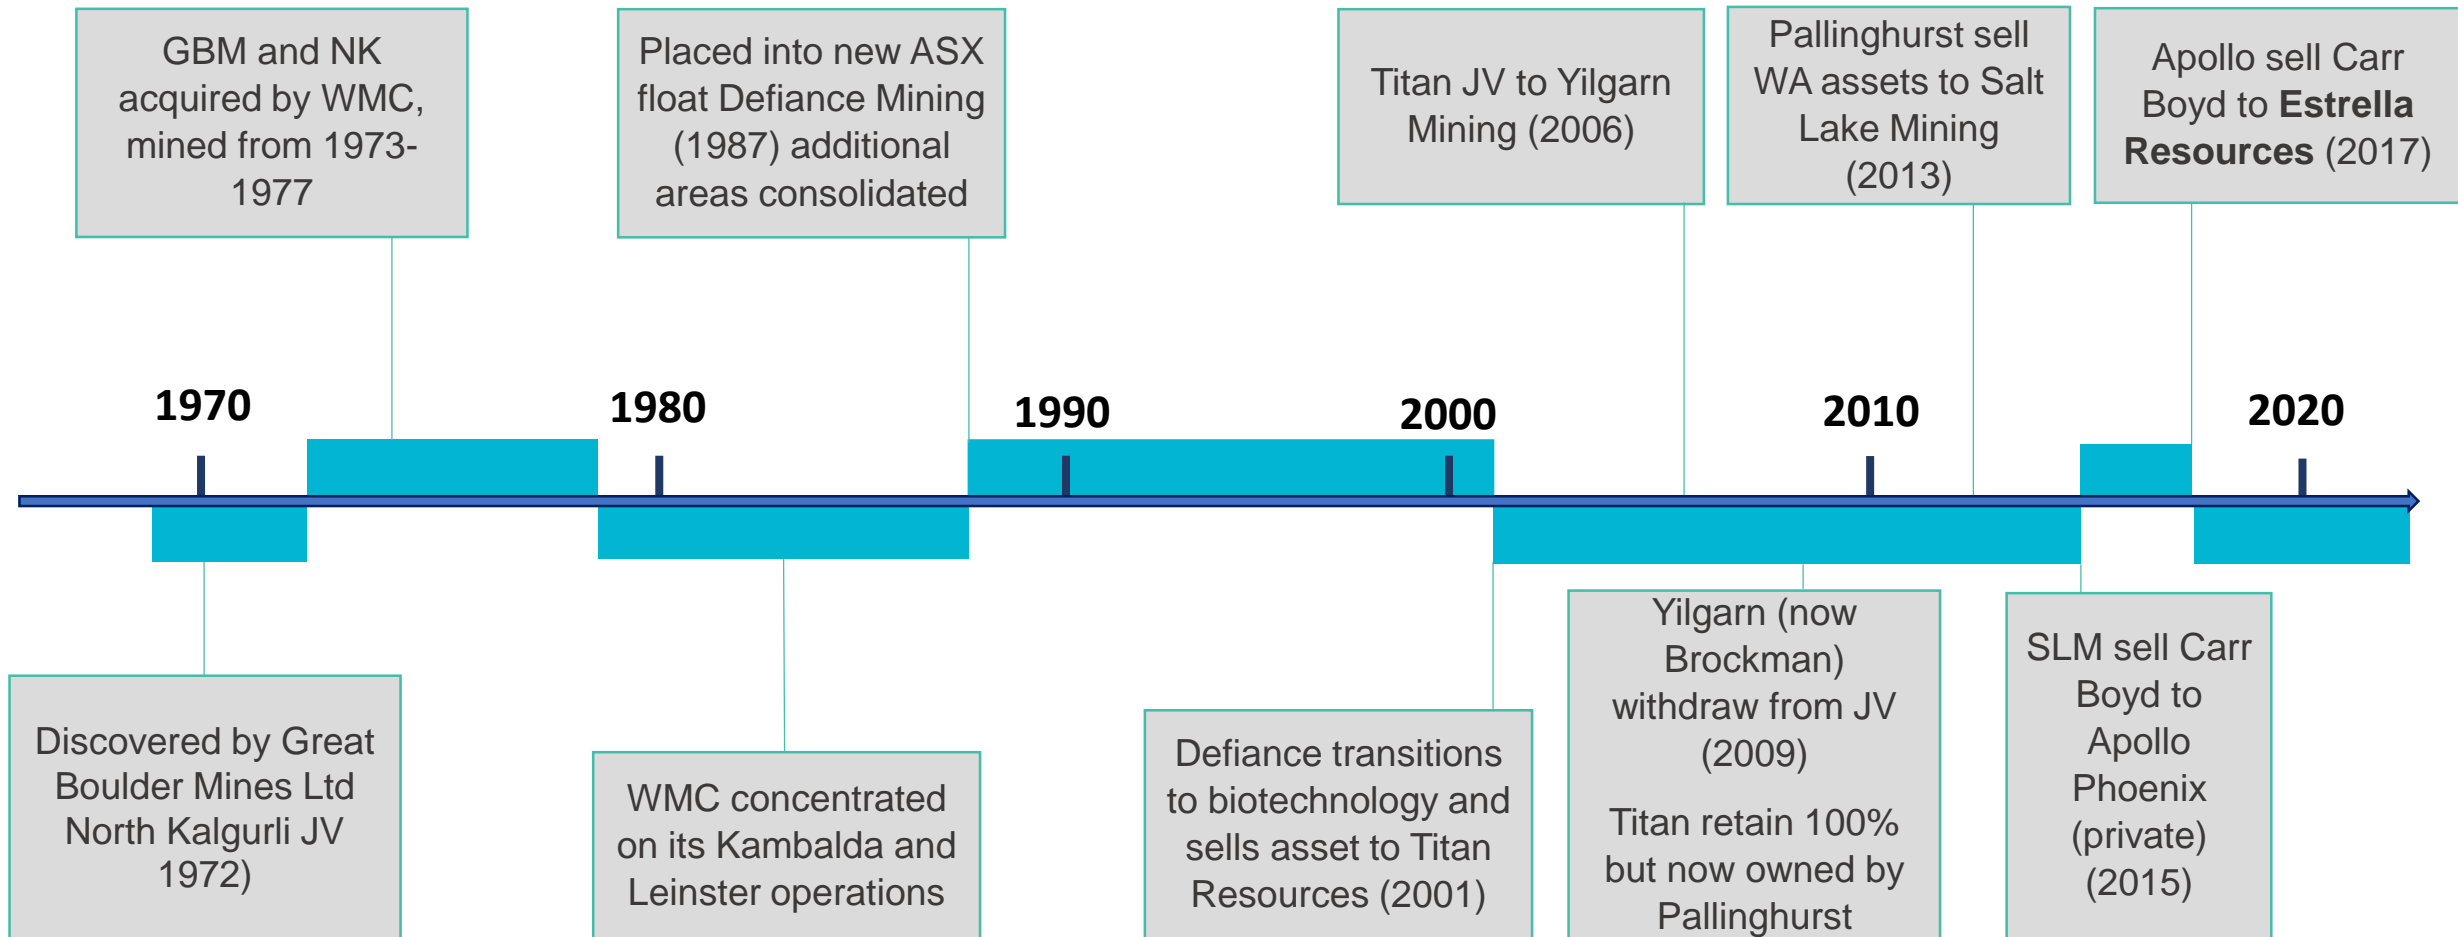 GBM and NK
acquired by WMC,
mined from 1973-
1977
Placed into new ASX
float Defiance Mining
(1987) additional
areas consolidated
Titan JV to Yilgarn
Mining (2006)
Pallinghurst sell
WA assets to Salt
Lake Mining
(2013)
Apollo sell Carr
Boyd to Estrella
Resources (2017)
1970
1980
1990
2000
2010
2020
Discovered by Great
Boulder Mines Ltd
North Kalgurli JV
1972)
WMC concentrated
on its Kambalda and
Leinster operations
Defiance transitions
to biotechnology and
sells asset to Titan
Resources (2001)
Yilgarn (now
Brockman)
withdraw from JV
(2009)
Titan retain 100%
but now owned by
Pallinghurst
SLM sell Carr
Boyd to
Apollo
Phoenix
(private)
(2015)